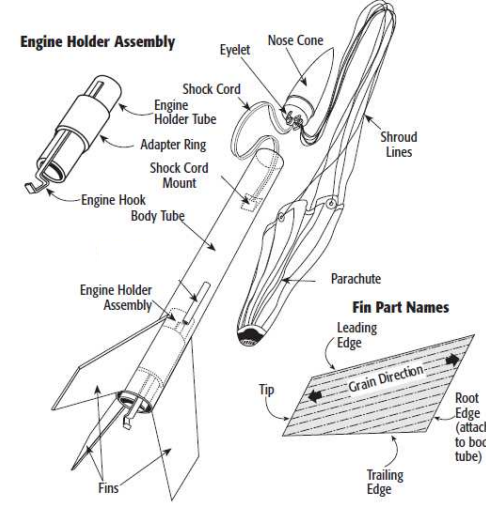 Engine Holder Assembly
Eyelet
Nose Cone
Shock Cord
Engine
Holder Tube
Adapter Ring
Shroud
Lines
Shock Cord
Mount
Engine Hook
Body Tube
Parachute
Engine Holder
Assembly
Fin Part Names
Leading
Edge
Grain Direction
Tip
Root
Edge
(attach
to
tube)
Trailing
Edge
Fins